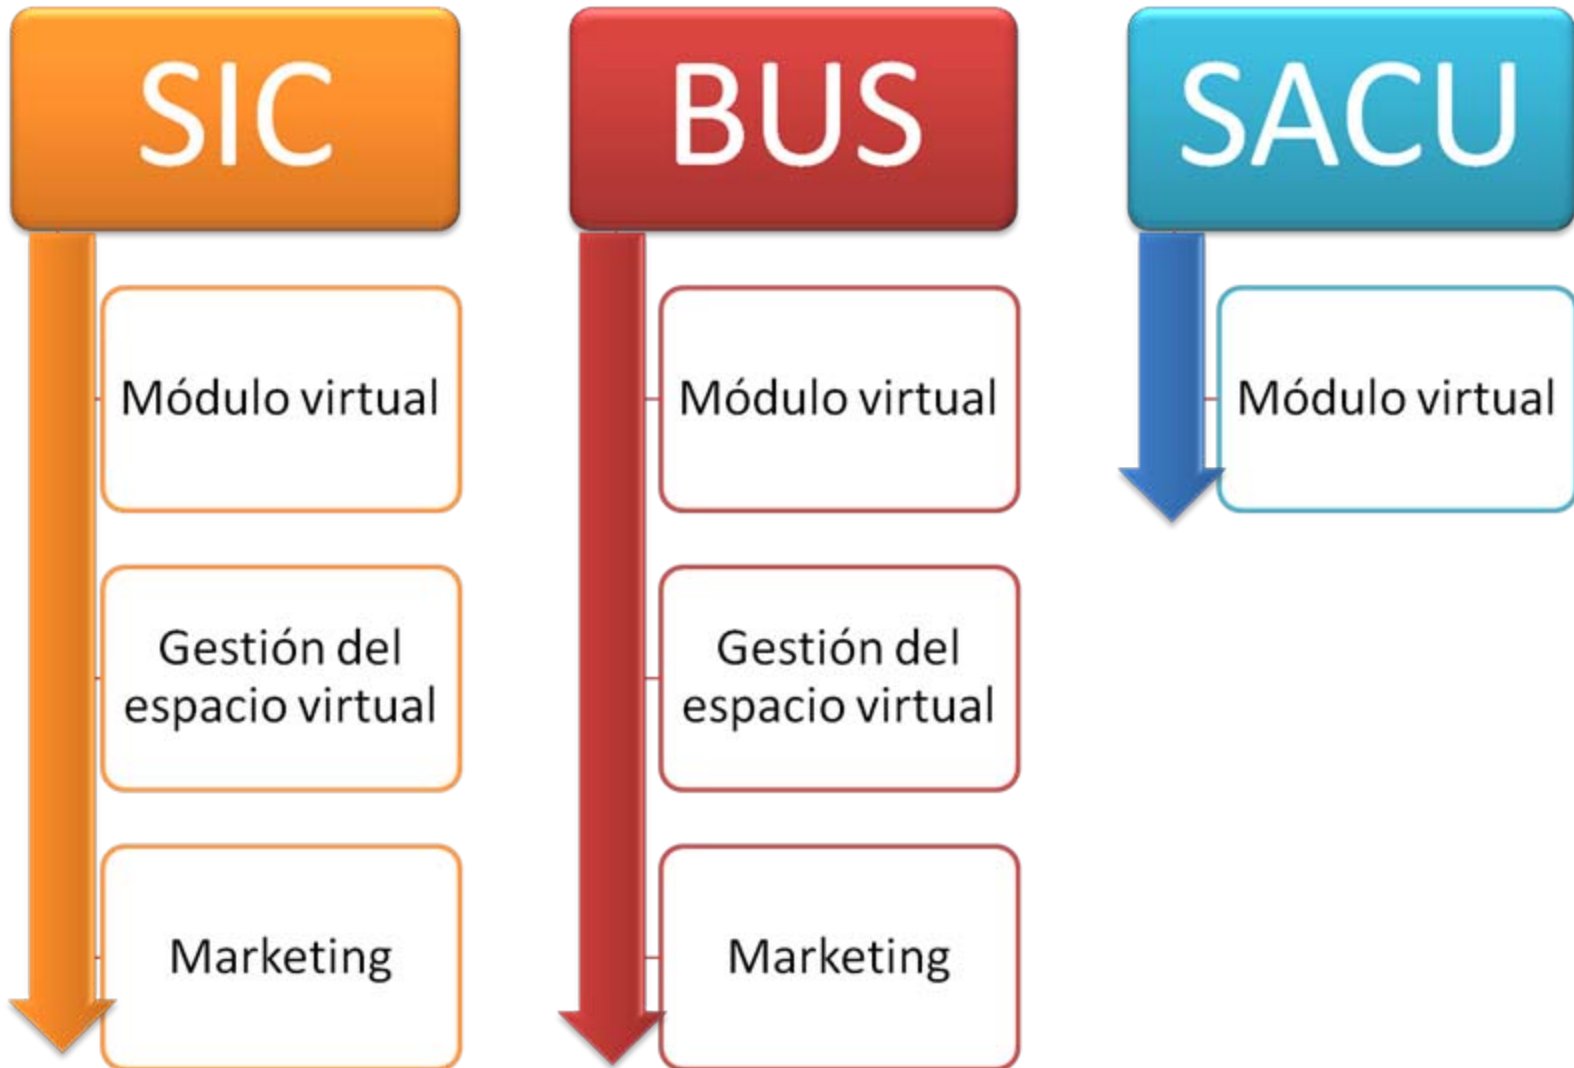 SIC
Módulo virtual
Gestión del
espacio virtual
Marketing
BUS
Módulo virtual
Gestión del
espacio virtual
Marketing
SACU
Módulo virtual